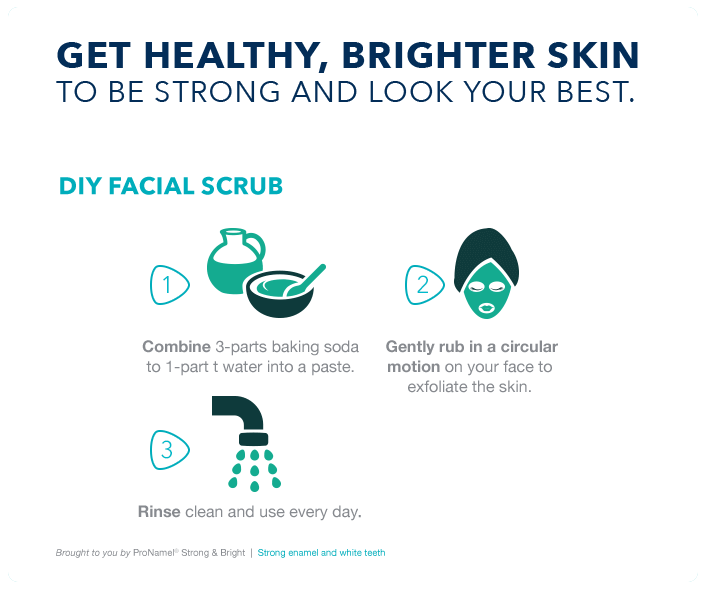 GET HEALTHY, BRIGHTER SKIN
TO BE STRONG AND LOOK YOUR BEST.
DIY FACIAL SCRUB
1
Combine 3-parts baking soda
to 1-part t water into a paste.
2
Gently rub in a circular
motion on your face to
exfoliate the skin.
3
Rinse clean and use every day.
Brought to you by ProNamel® Strong & Bright | Strong enamel and white teeth